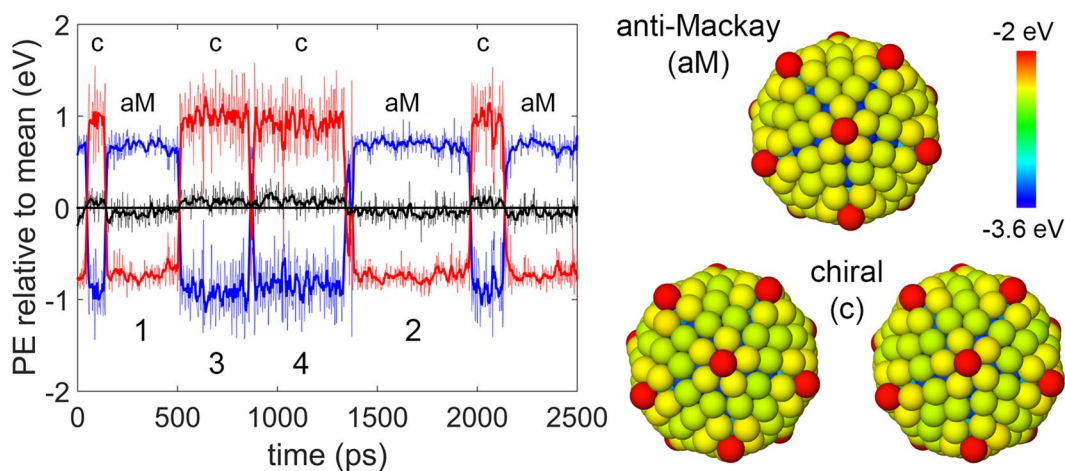 2
c
c
c
c
anti-Mackay
(aM)
-2 eV
PE relative to mean (eV)
1
aM
aM
aM
0
-3.6 eV
-1
chiral
(c)
1
2
3
4
-2
0
500
1000
1500
2000
2500
time (ps)